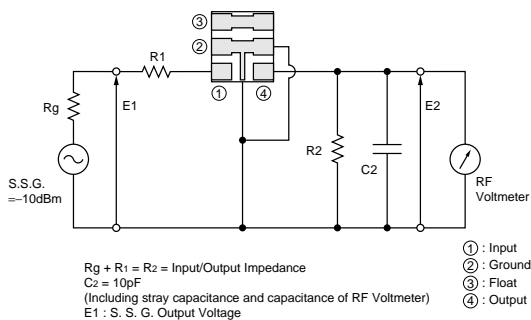 ③
②
R1
①
④
Rg
E1
R2
C2
E2
S.S.G.
=–10dBm
RF
Voltmeter
Rg + R1 = R2 = Input/Output Impedance
C2 = 10pF
(Including stray capacitance and capacitance of RF Voltmeter)
E1 : S. S. G. Output Voltage
① : Input
② : Ground
③ : Float
④ : Output